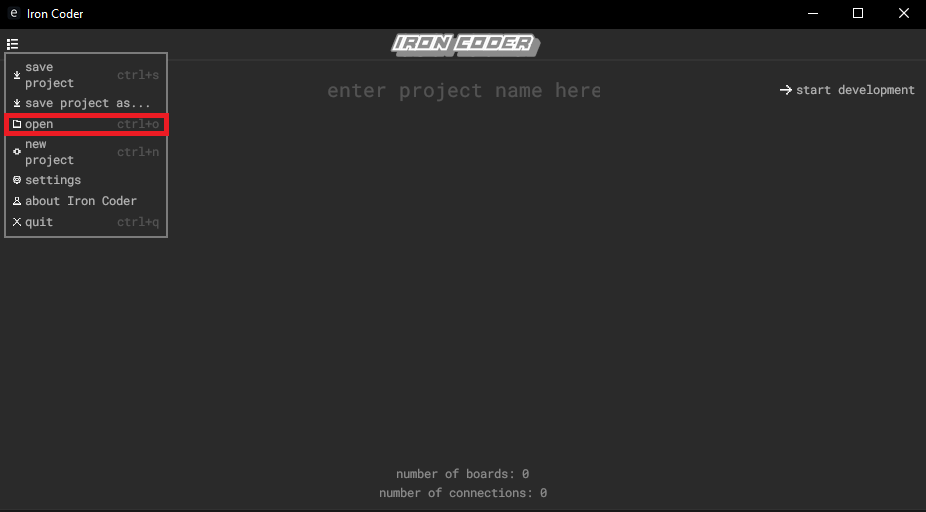 Iron Coder
IRON CODER
save
project ctrl+s
save project as...
open ctrl+o
new
project ctrl+n
settings
about Iron Coder
quit ctrl+q
enter project name here
start development
number of boards: 0
number of connections: 0